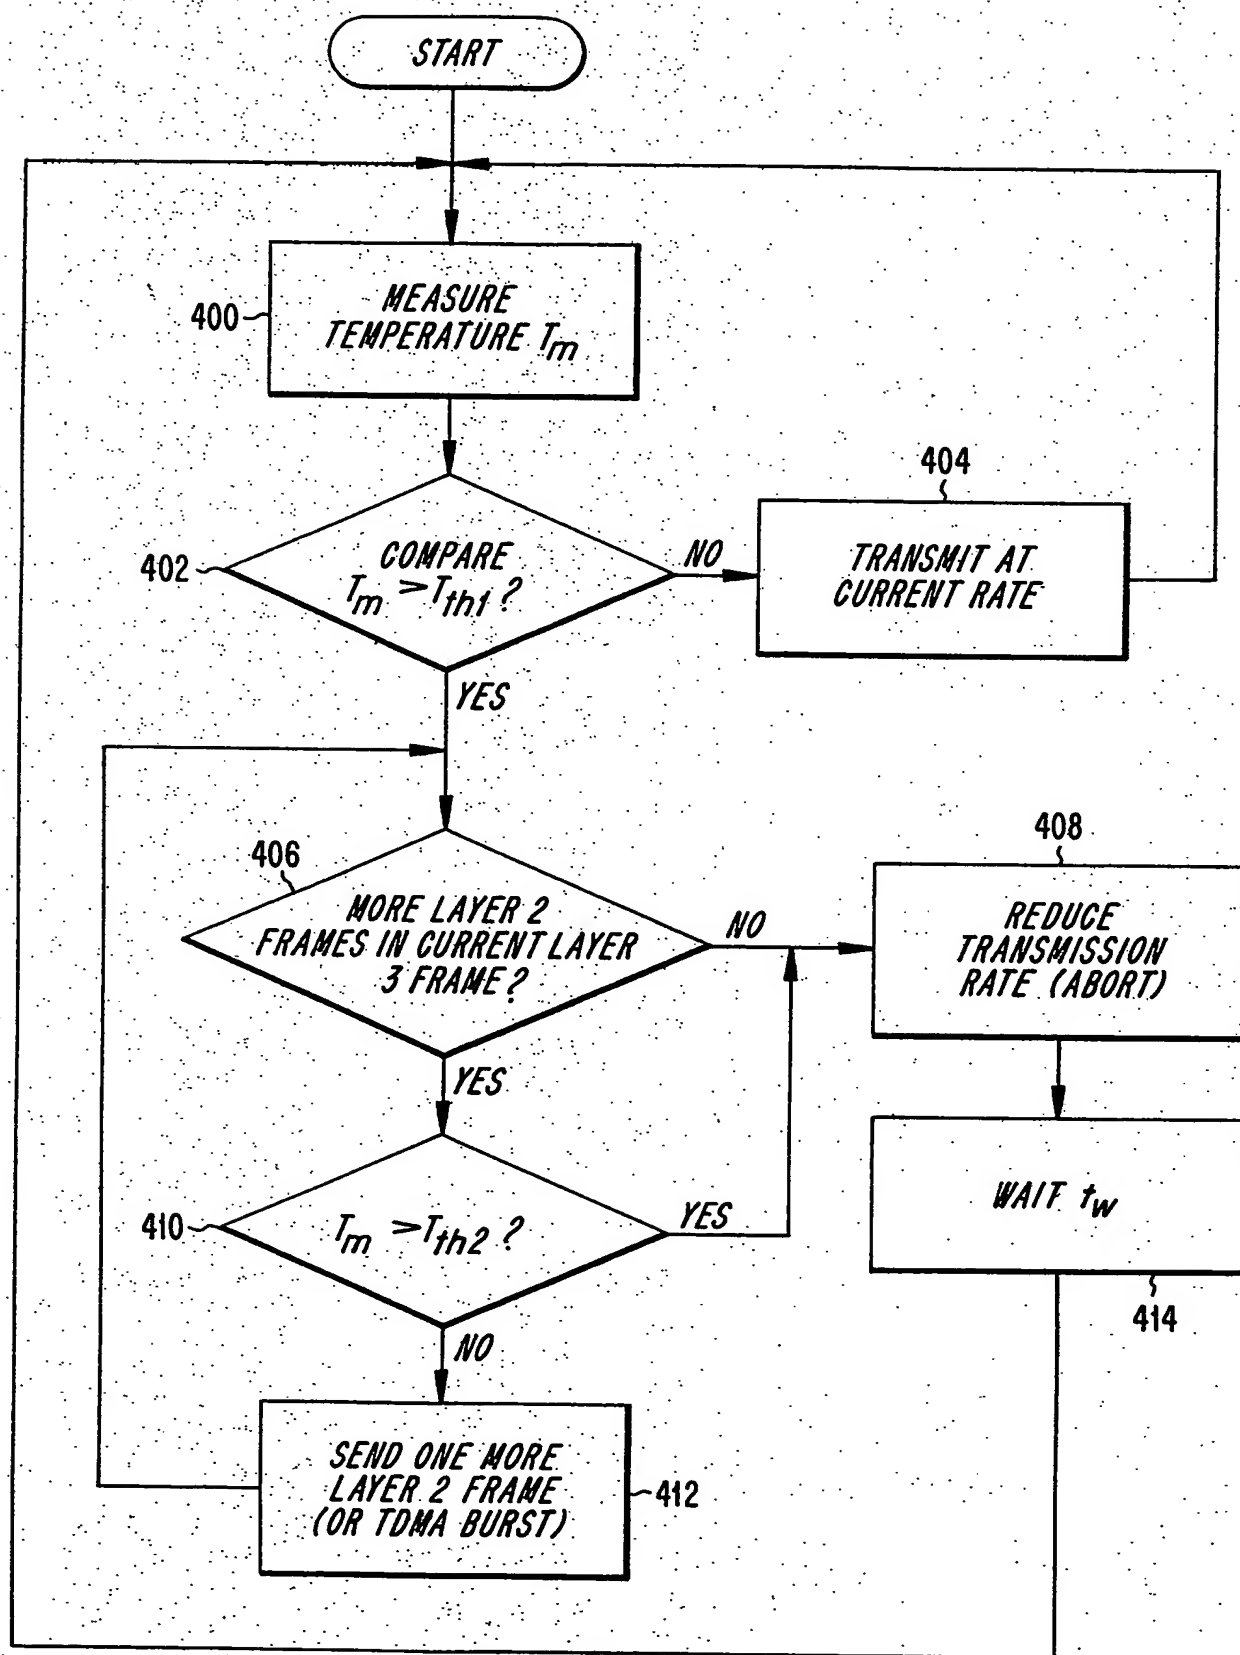 START
MEASURE
TEMPERATURE Tm
400
COMPARE
Tm > Tth1 ?
402
NO
404
TRANSMIT AT
CURRENT RATE
YES
406
MORE LAYER 2
FRAMES IN CURRENT LAYER
3 FRAME?
NO
408
REDUCE
TRANSMISSION
RATE (ABORT)
YES
410
Tm > Tth2 ?
YES
WAIT tw
414
NO
SEND ONE MORE
LAYER 2 FRAME
(OR TDMA BURST)
412